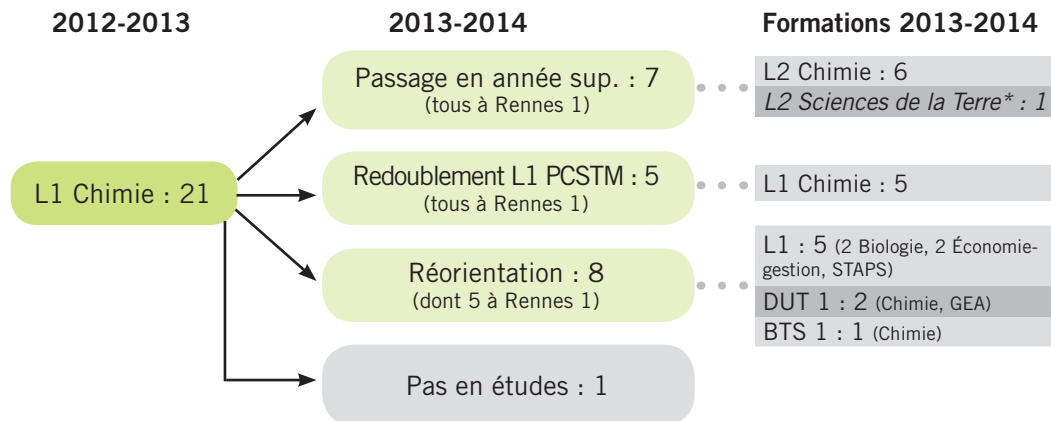 2012-2013
2013-2014
Formations 2013-2014
L1 Chimie : 21
Passage en année sup. : 7
(tous à Rennes 1)
L2 Chimie : 6
L2 Sciences de la Terre* : 1
Redoublement L1 PCSTM : 5
(tous à Rennes 1)
L1 Chimie : 5
Réorientation : 8
(dont 5 à Rennes 1)
L1 : 5 (2 Biologie, 2 Économie-
gestion, STAPS)
DUT 1 : 2 (Chimie, GEA)
BTS 1 : 1 (Chimie)
Pas en études : 1